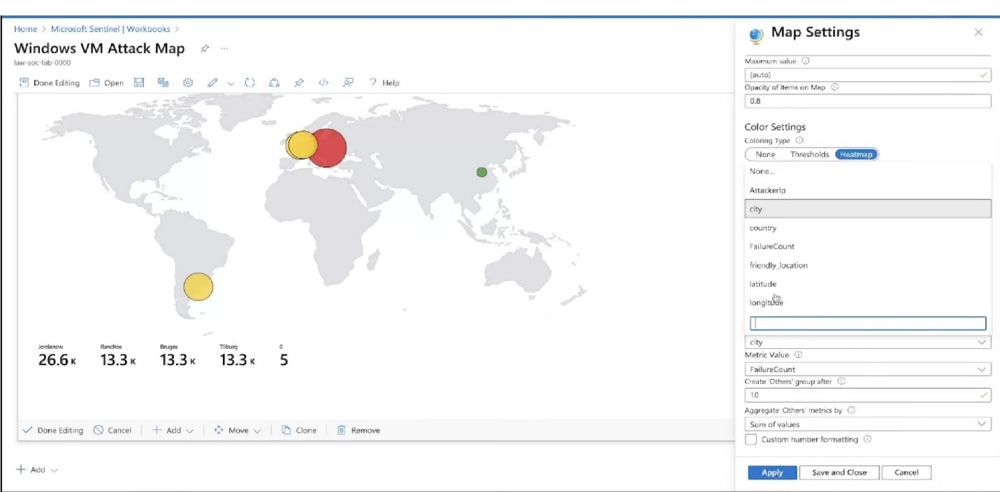 Home > Microsoft Sentinel | Workbooks >
Windows VM Attack Map
law-soc-lab-0000
Done Editing Open Help
26.6 K 13.3 K 13.3 K 13.3 K 5
Jordanow Ranchos Bruges Tilburg 0
Done Editing Cancel Add Move Clone Remove
Add
Map Settings
Maximum value
(auto)
Opacity of items on Map
0.8
Color Settings
Coloring Type
None Thresholds Heatmap
None...
AttackerIp
city
country
FailureCount
friendly_location
latitude
longitude
city
Metric Value
FailureCount
Create 'Others' group after
10
Aggregate 'Others' metrics by
Sum of values
Custom number formatting
Apply Save and Close Cancel